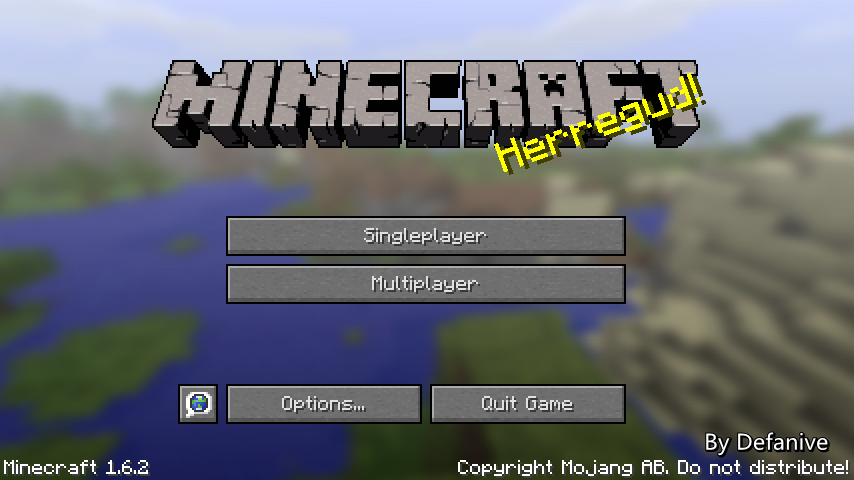 MINECRAFT
Herregud!
Singleplayer
Multiplayer
Options...
Quit Game
By Defanive
Minecraft 1.6.2
Copyright Mojang AB. Do not distribute!